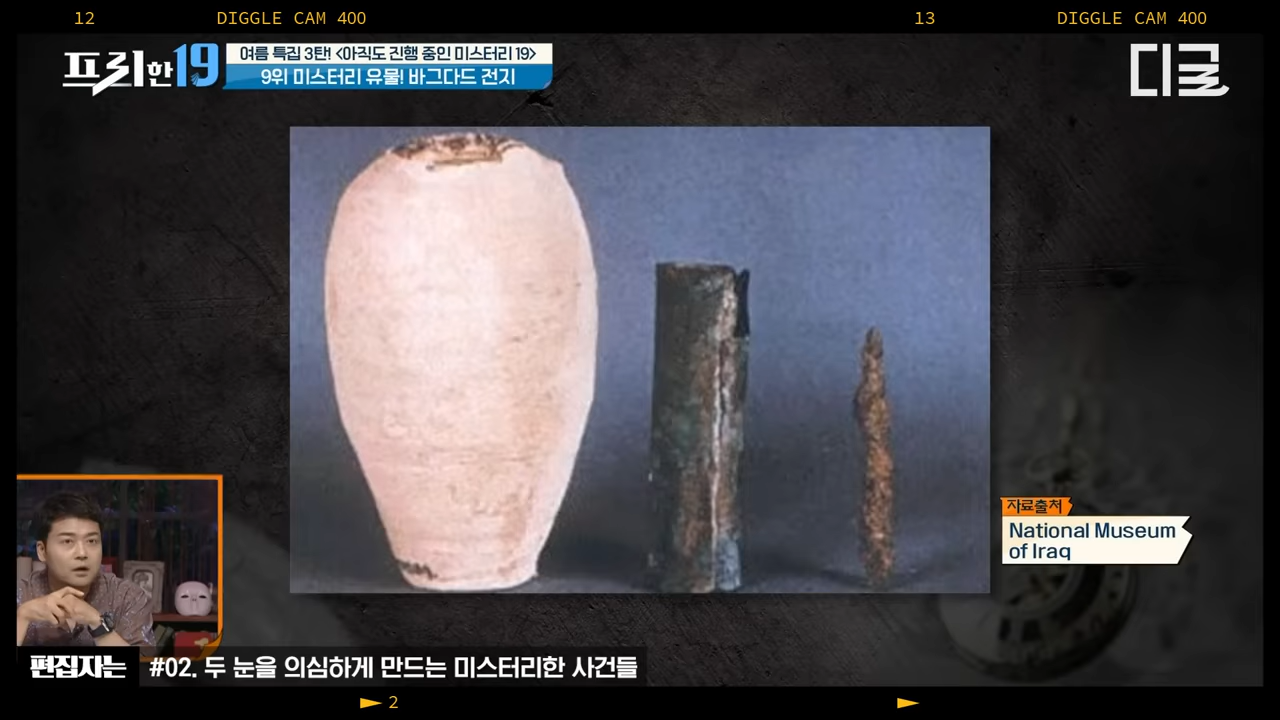 12
DIGGLE CAM 400
13
DIGGLE CAM 400
프리한19
여름 특집 3탄! <아직도 진행 중인 미스터리 19>
9위 미스터리 유물! 바그다드 전지
디글
자료출처
National Museum
of Iraq
편집자는
#02. 두 눈을 의심하게 만드는 미스터리한 사건들
2